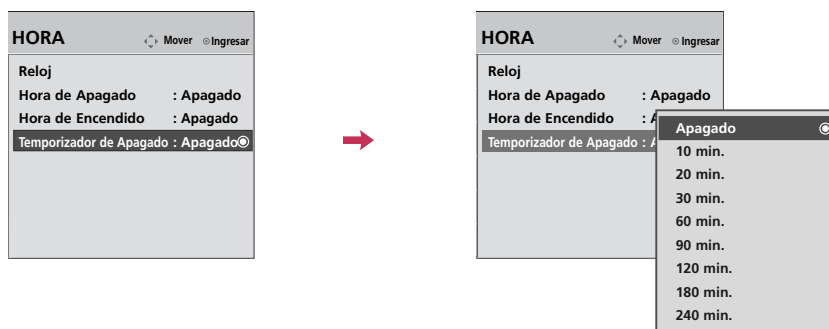 HORA Mover Ingresar
Reloj
Hora de Apagado : Apagado
Hora de Encendido : Apagado
Temporizador de Apagado : Apagado
HORA Mover Ingresar
Reloj
Hora de Apagado : Apagado
Hora de Encendido : A
Temporizador de Apagado : A
Apagado
10 min.
20 min.
30 min.
60 min.
90 min.
120 min.
180 min.
240 min.